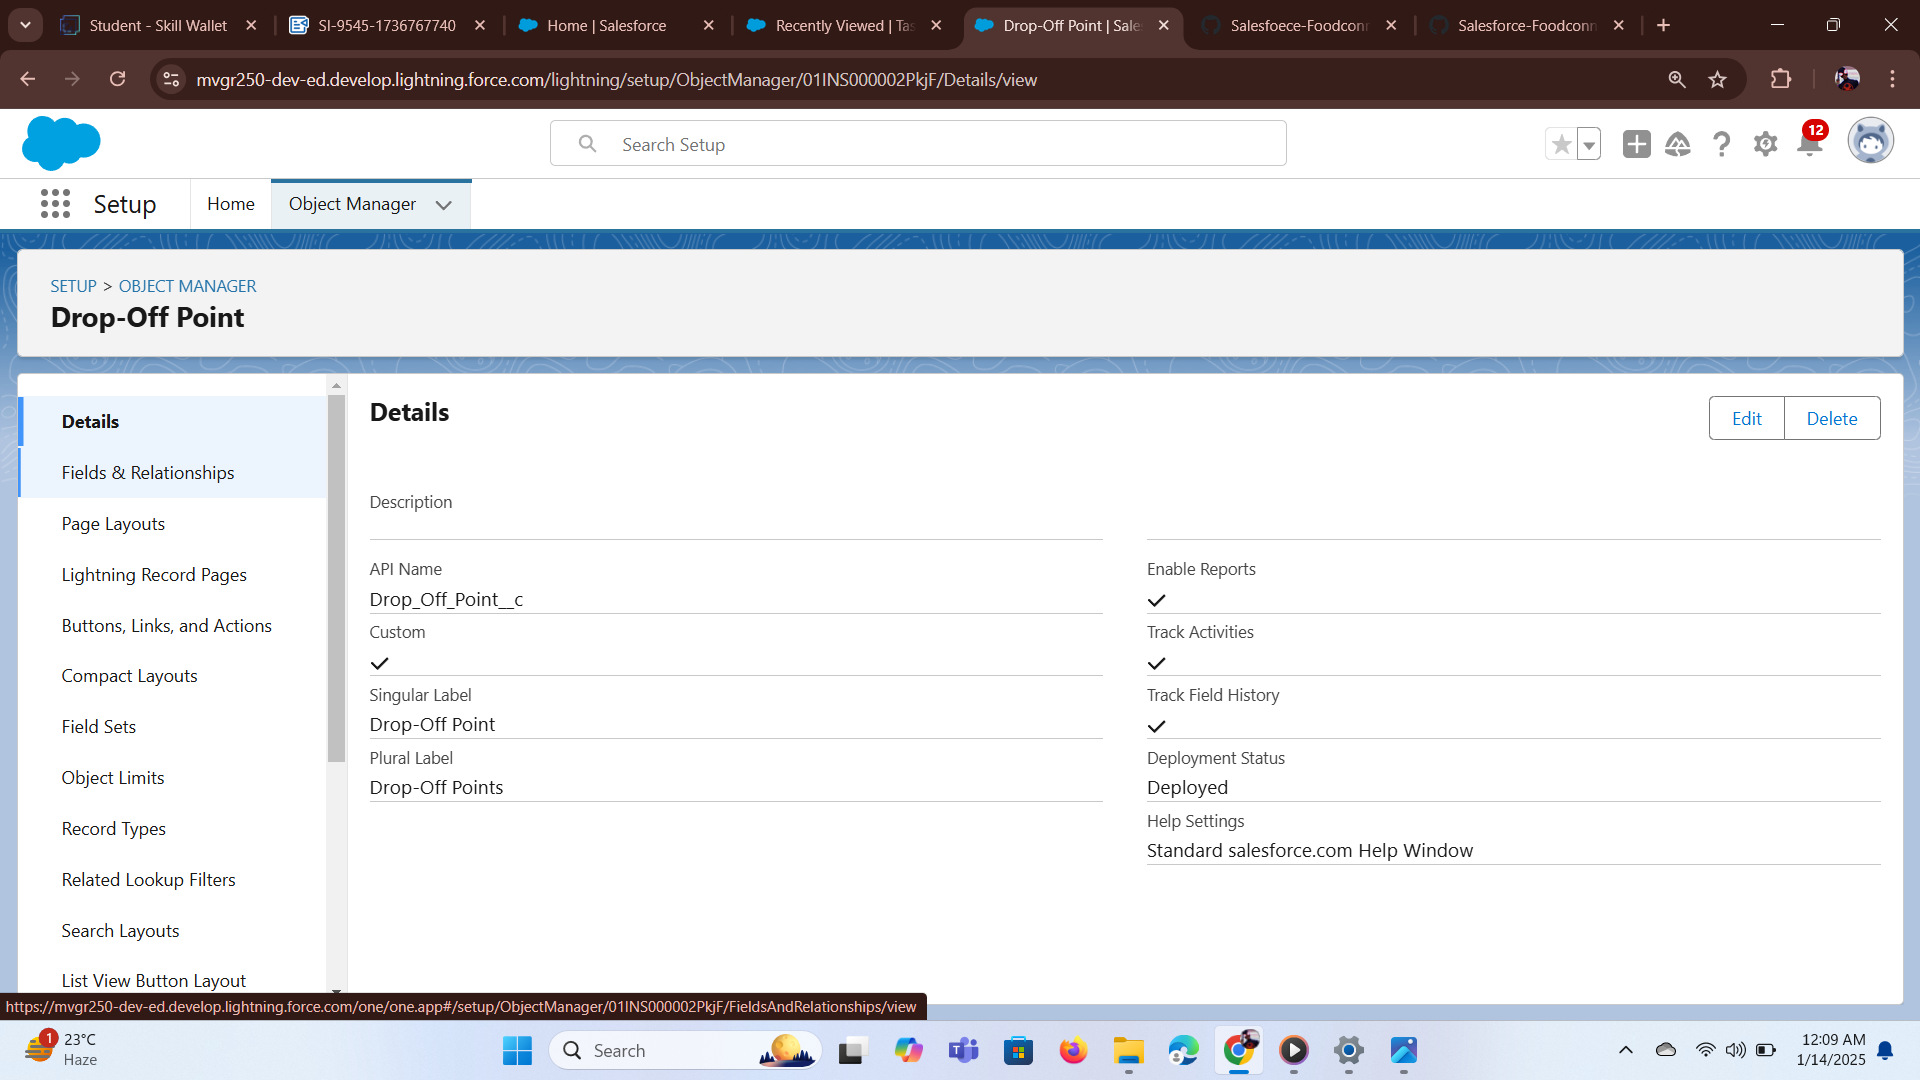 Student - Skill Wallet
SI-9545-1736767740
Home | Salesforce
Recently Viewed | Tas
Drop-Off Point | Sale
Salesfoece-Foodconn
Salesforce-Foodconn
mvgr250-dev-ed.develop.lightning.force.com/lightning/setup/ObjectManager/01INS000002PkjF/Details/view
Search Setup
12
Setup
Home
Object Manager
SETUP > OBJECT MANAGER
Drop-Off Point
Details
Fields & Relationships
Page Layouts
Lightning Record Pages
Buttons, Links, and Actions
Compact Layouts
Field Sets
Object Limits
Record Types
Related Lookup Filters
Search Layouts
List View Button Layout
Details
Edit
Delete
Description
API Name
Drop_Off_Point__c
Custom
Singular Label
Drop-Off Point
Plural Label
Drop-Off Points
Enable Reports
Track Activities
Track Field History
Deployment Status
Deployed
Help Settings
Standard salesforce.com Help Window
https://mvgr250-dev-ed.develop.lightning.force.com/one/one.app#/setup/ObjectManager/01INS000002PkjF/FieldsAndRelationships/view
1
23°C
Haze
Search
12:09 AM
1/14/2025